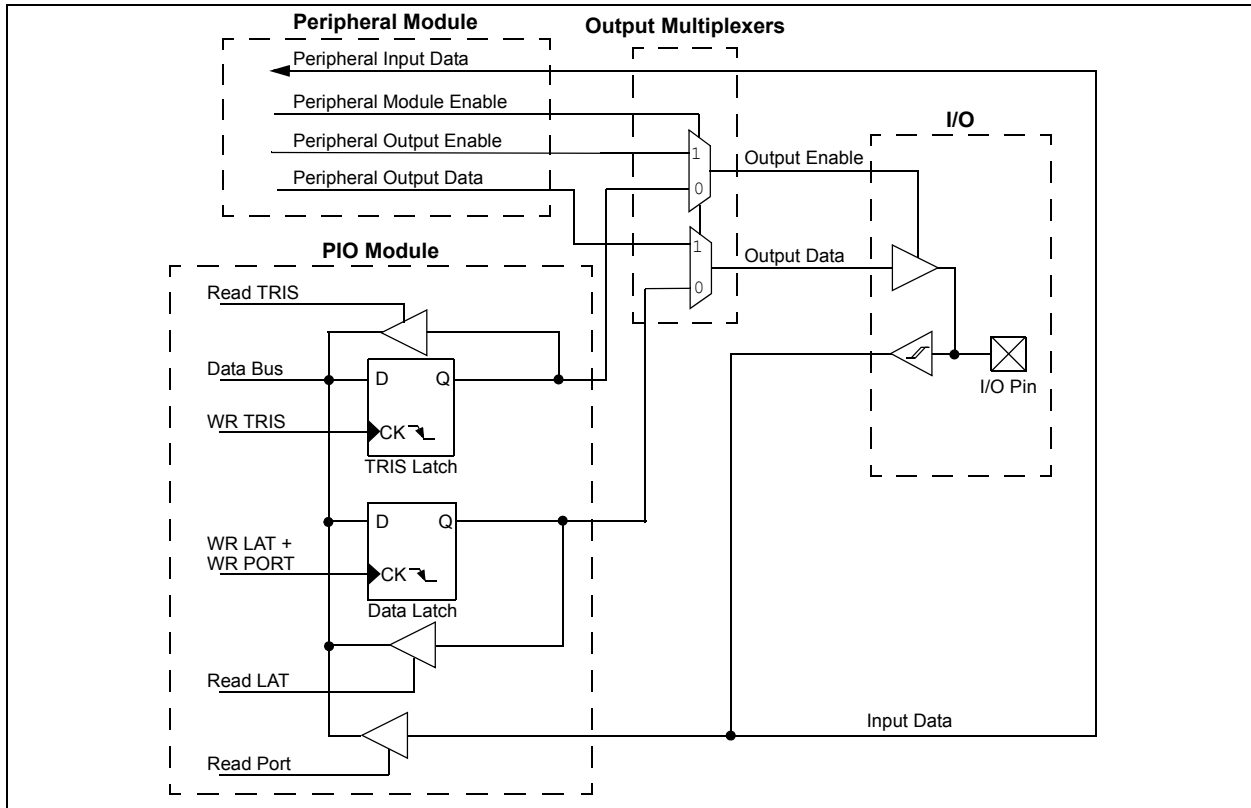 Peripheral Module
Output Multiplexers
Peripheral Input Data
Peripheral Module Enable
I/O
Peripheral Output Enable
1
Output Enable
Peripheral Output Data
0
PIO Module
1
Output Data
0
Read TRIS
Data Bus
D Q
I/O Pin
WR TRIS
CK
TRIS Latch
D Q
WR LAT +
WR PORT
CK
Data Latch
Read LAT
Input Data
Read Port